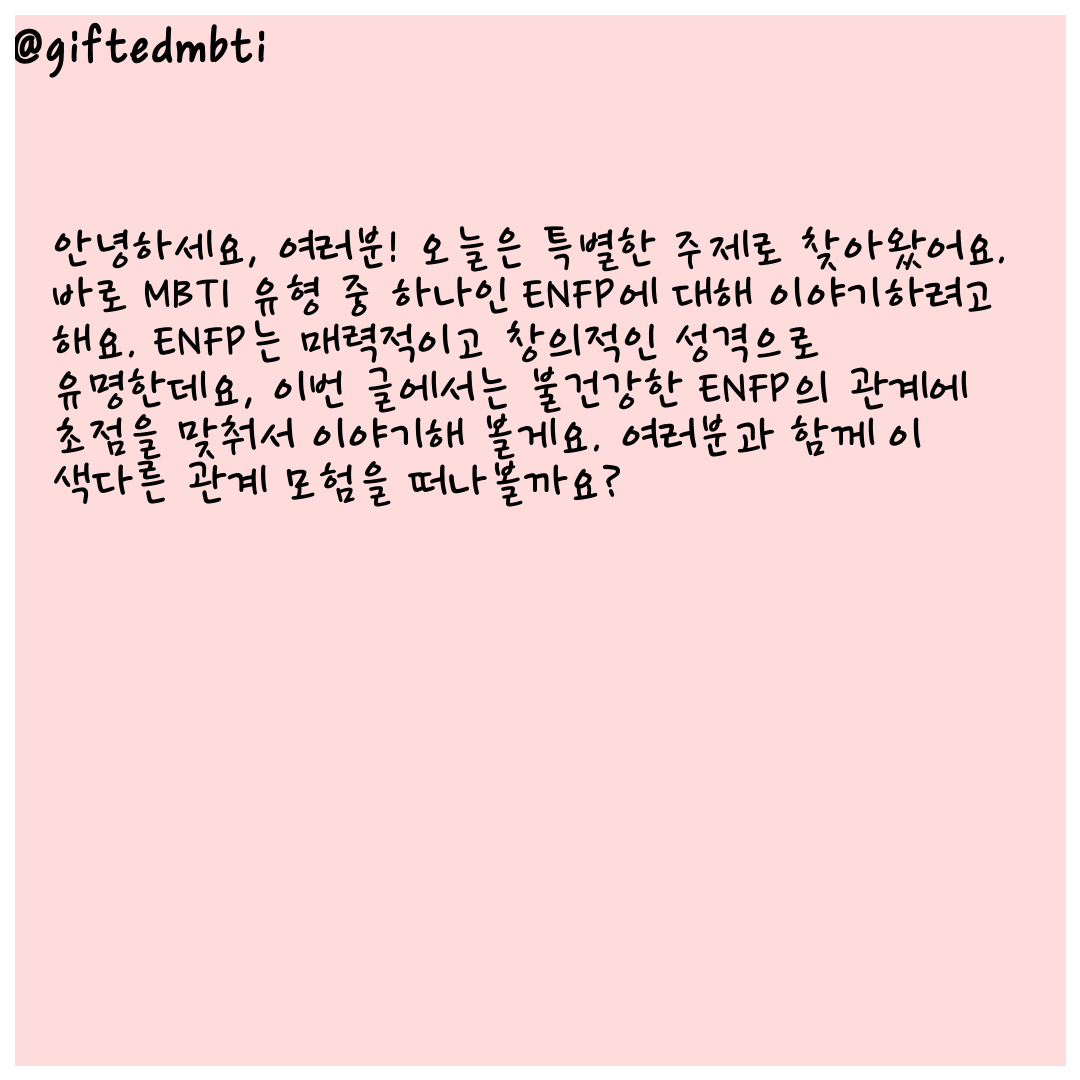 @giftedmbti
안녕하세요, 여러분! 오늘은 특별한 주제로 찾아왔어요.
바로 MBTI 유형 중 하나인 ENFP에 대해 이야기하려고
해요. ENFP는 매력적이고 창의적인 성격으로
유명한데요, 이번 글에서는 불건강한 ENFP의 관계에
초점을 맞춰서 이야기해 볼게요. 여러분과 함께 이
색다른 관계 모험을 떠나볼까요?